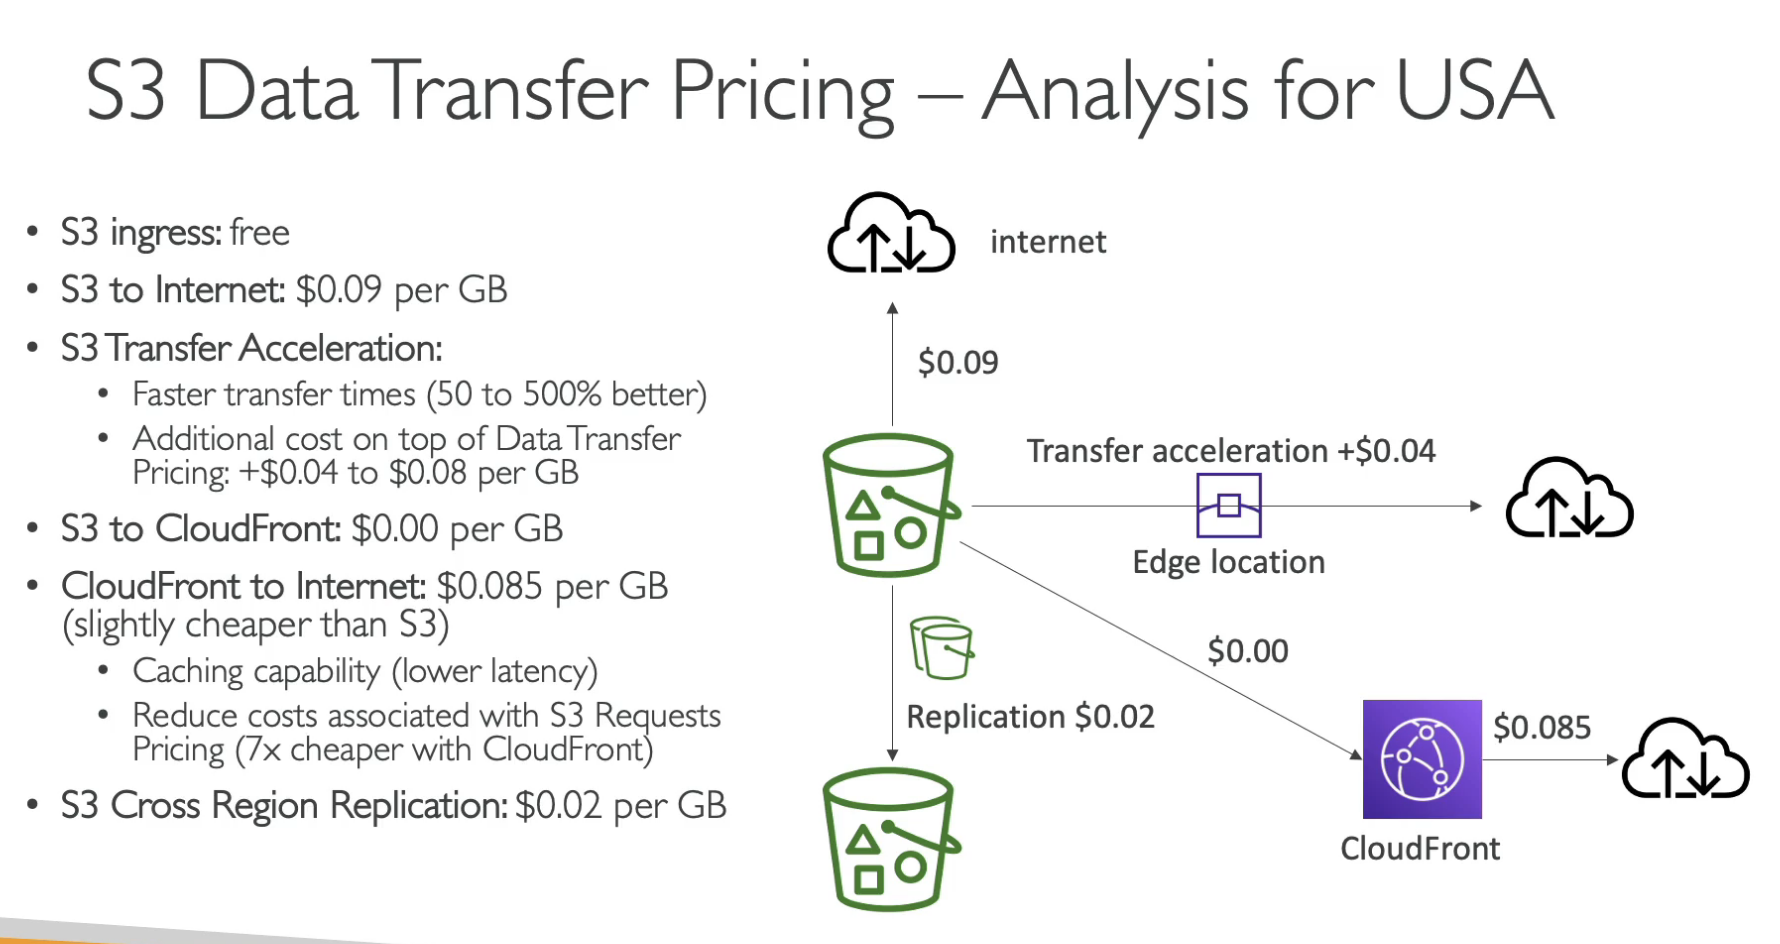 S3 Data Transfer Pricing – Analysis for USA
• S3 ingress: free
• S3 to Internet: $0.09 per GB
• S3 Transfer Acceleration:
• Faster transfer times (50 to 500% better)
• Additional cost on top of Data Transfer
Pricing: +$0.04 to $0.08 per GB
• S3 to CloudFront: $0.00 per GB
• CloudFront to Internet: $0.085 per GB
(slightly cheaper than S3)
• Caching capability (lower latency)
• Reduce costs associated with S3 Requests
Pricing (7x cheaper with CloudFront)
• S3 Cross Region Replication: $0.02 per GB
internet
$0.09
Transfer acceleration +$0.04
Edge location
$0.00
Replication $0.02
$0.085
CloudFront